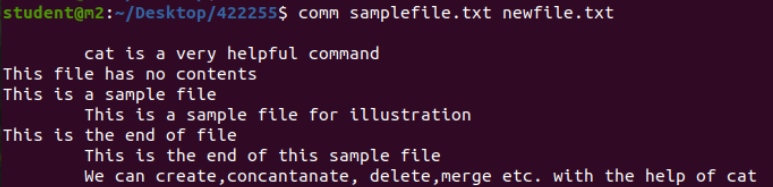 student@m2:~/Desktop/422255$ comm samplefile.txt newfile.txt
cat is a very helpful command
This file has no contents
This is a sample file
This is a sample file for illustration
This is the end of file
This is the end of this sample file
We can create,concantanate, delete,merge etc. with the help of cat